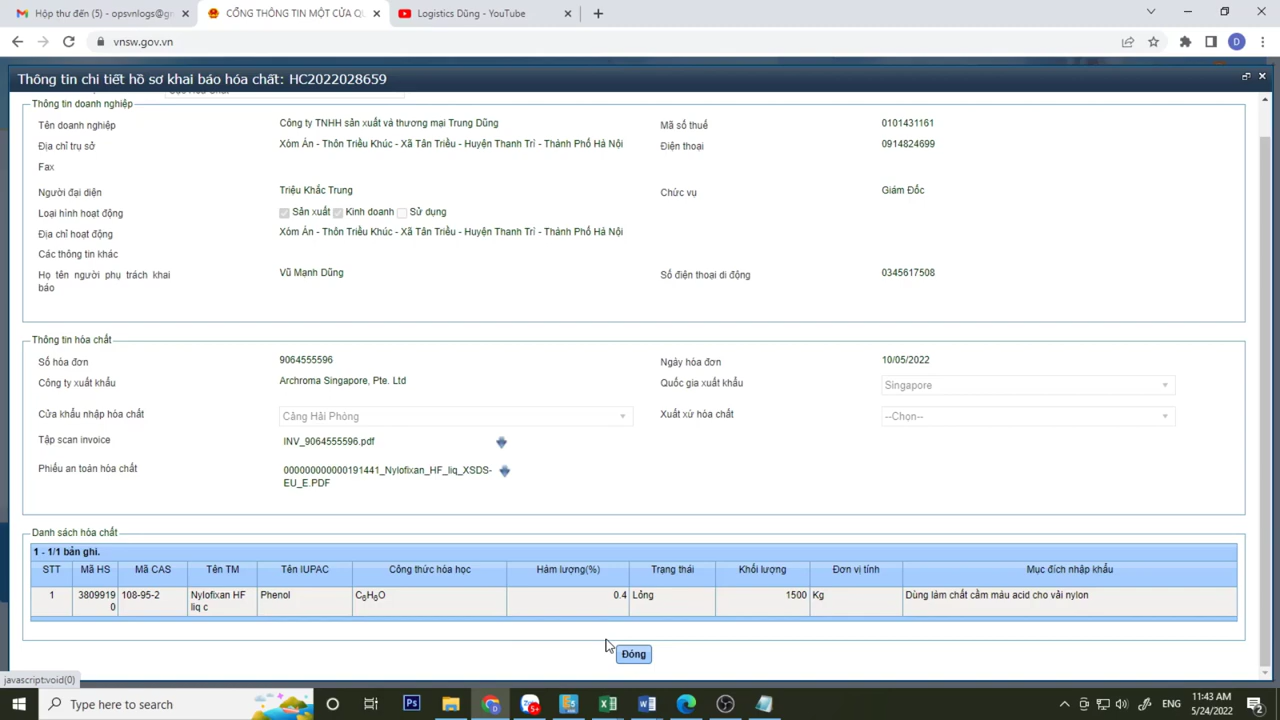 Hộp thư đến (5) - opsvnlogs@gr
CỔNG THÔNG TIN MỘT CỬA QU
Logistics Dũng - YouTube
vnsw.gov.vn
D
Thông tin chi tiết hồ sơ khai báo hóa chất: HC2022028659
Thông tin doanh nghiệp
Tên doanh nghiệp Công ty TNHH sản xuất và thương mại Trung Dũng Mã số thuế 0101431161
Địa chỉ trụ sở Xóm Án - Thôn Triều Khúc - Xã Tân Triều - Huyện Thanh Trì - Thành Phố Hà Nội Điện thoại 0914824699
Fax
Người đại diện Triệu Khắc Trung Chức vụ Giám Đốc
Loại hình hoạt động Sản xuất Kinh doanh Sử dụng
Địa chỉ hoạt động Xóm Án - Thôn Triều Khúc - Xã Tân Triều - Huyện Thanh Trì - Thành Phố Hà Nội
Các thông tin khác
Họ tên người phụ trách khai báo Vũ Mạnh Dũng Số điện thoại di động 0345617508
Thông tin hóa chất
Số hóa đơn 9064555596 Ngày hóa đơn 10/05/2022
Công ty xuất khẩu Archroma Singapore, Pte. Ltd Quốc gia xuất khẩu Singapore
Cửa khẩu nhập hóa chất Cảng Hải Phòng Xuất xứ hóa chất --Chọn--
Tập scan invoice INV_9064555596.pdf
Phiếu an toàn hóa chất 000000000000191441_Nylofixan_HF_liq_XSDS-
EU_E.PDF
Danh sách hóa chất
1 - 1/1 bản ghi.
STT Mã HS Mã CAS Tên TM Tên IUPAC Công thức hóa học Hàm lượng(%) Trạng thái Khối lượng Đơn vị tính Mục đích nhập khẩu
1 3809919 108-95-2 Nylofixan HF Phenol C₆H₆O 0.4 Lỏng 1500 Kg Dùng làm chất cầm màu acid cho vải nylon
0 liq c
Đóng
javascript:void(0)
Type here to search
Ps
5+
ENG
11:43 AM
5/24/2022
2